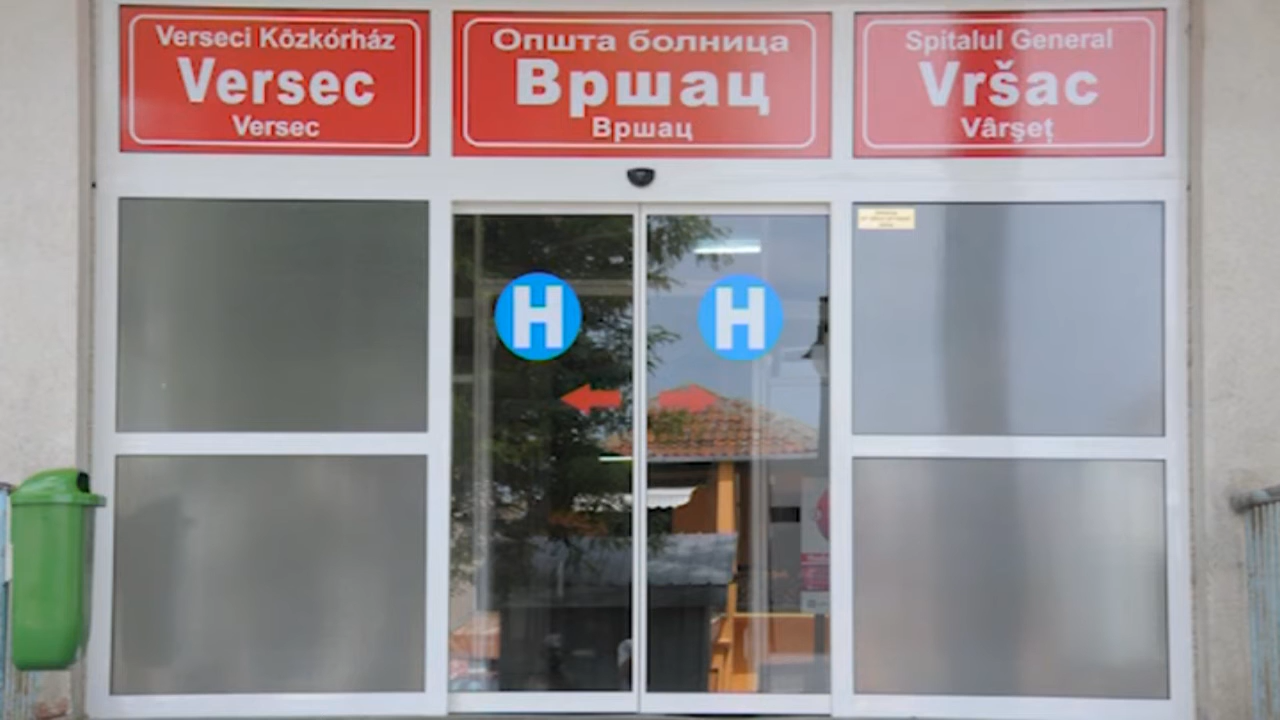 Verseci Közkórház
Versec
Versec
Општа болница
Вршац
Вршац
Spitalul General
Vršac
Vârşeţ
H
H